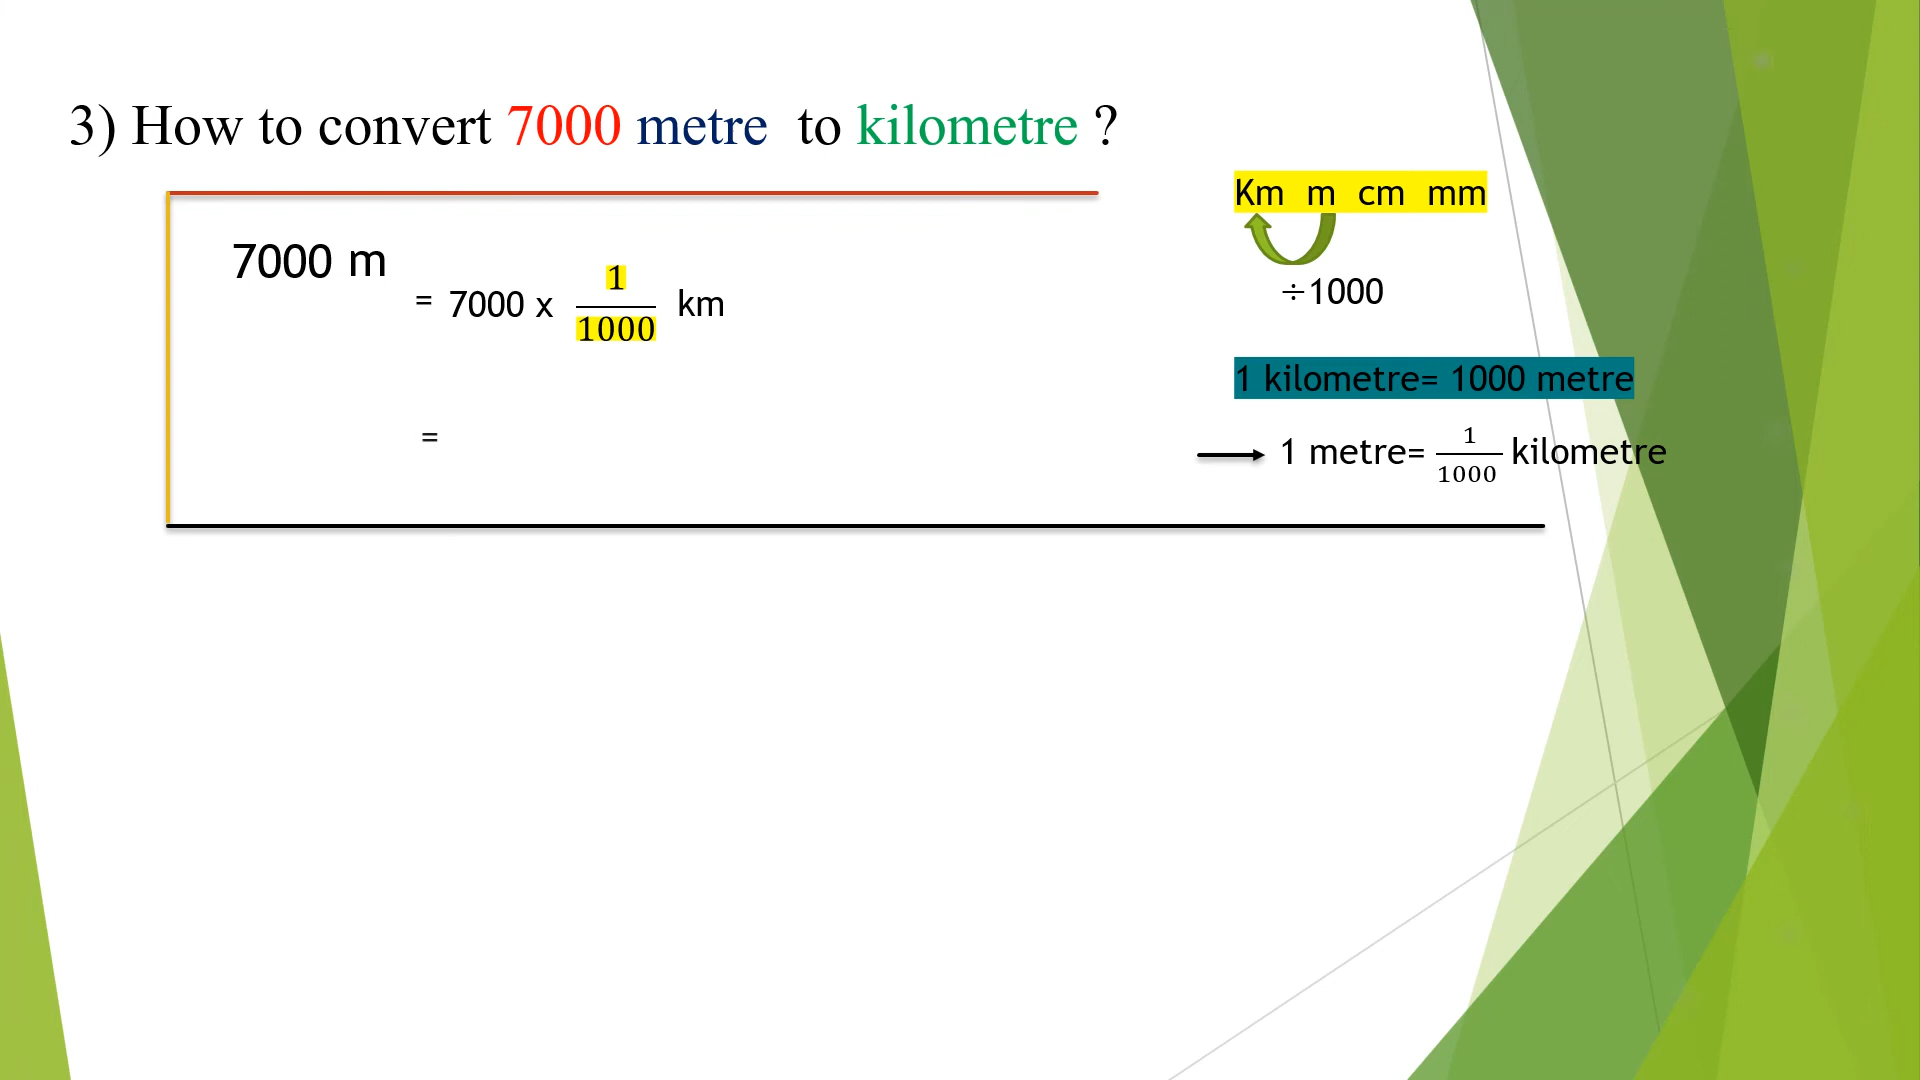 3) How to convert 7000 metre to kilometre ?
Km m cm mm
÷1000
7000 m
= 7000 x 1/1000 km
=
1 kilometre= 1000 metre
1 metre= 1/1000 kilometre